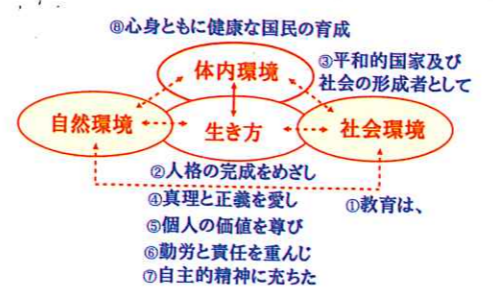 ⑧心身ともに健康な国民の育成
体内環境
③平和的国家及び
社会の形成者として
自然環境
生き方
社会環境
②人格の完成をめざし
④真理と正義を愛し
①教育は、
⑤個人の価値を尊び
⑥勤労と責任を重んじ
⑦自主的精神に充ちた